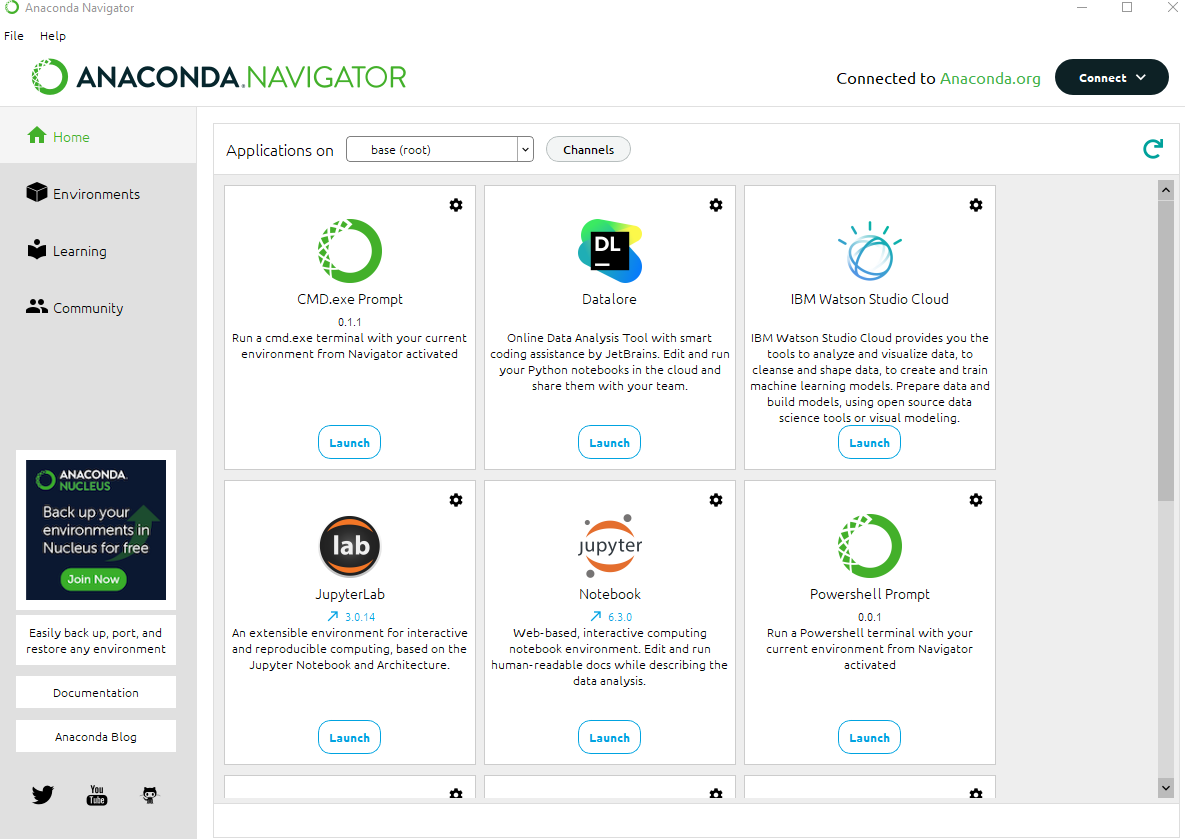 Anaconda Navigator
File Help
ANACONDA.NAVIGATOR
Connected to Anaconda.org
Connect
Home
Environments
Learning
Community
ANACONDA.
NUCLEUS
Back up your
environments in
Nucleus for free
Join Now
Easily back up, port, and
restore any environment
Documentation
Anaconda Blog
You
Tube
Applications on
base (root)
Channels
CMD.exe Prompt
0.1.1
Run a cmd.exe terminal with your current
environment from Navigator activated
Launch
DL
Datalore
Online Data Analysis Tool with smart
coding assistance by JetBrains. Edit and run
your Python notebooks in the cloud and
share them with your team.
Launch
IBM Watson Studio Cloud
IBM Watson Studio Cloud provides you the
tools to analyze and visualize data, to
cleanse and shape data, to create and train
machine learning models. Prepare data and
build models, using open source data
science tools or visual modeling.
Launch
lab
JupyterLab
3.0.14
An extensible environment for interactive
and reproducible computing, based on the
Jupyter Notebook and Architecture.
Launch
jupyter
Notebook
6.3.0
Web-based, interactive computing
notebook environment. Edit and run
human-readable docs while describing the
data analysis.
Launch
Powershell Prompt
0.0.1
Run a Powershell terminal with your
current environment from Navigator
activated
Launch